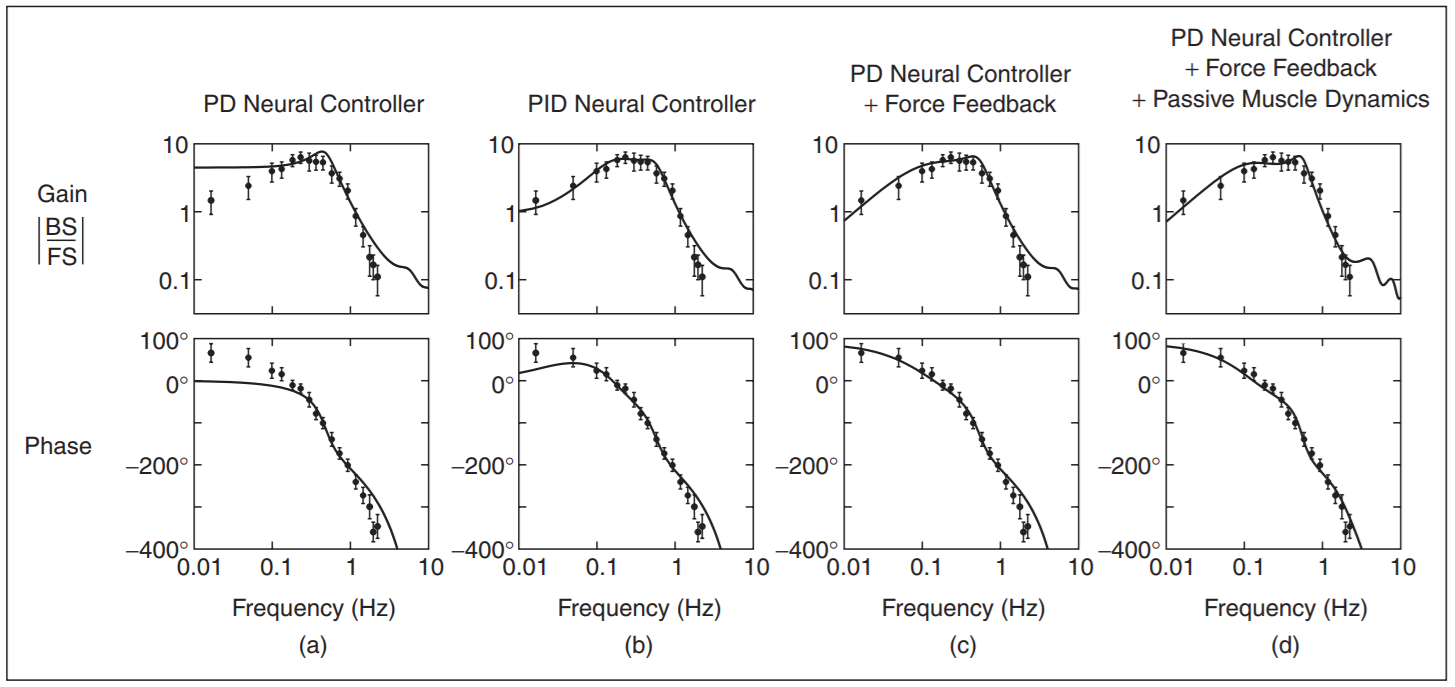 PD Neural Controller
PID Neural Controller
PD Neural Controller
+ Force Feedback
PD Neural Controller
+ Force Feedback
+ Passive Muscle Dynamics
Gain
|BS/FS|
10
1
0.1
10
1
0.1
10
1
0.1
10
1
0.1
Phase
100°
0°
–200°
–400°
100°
0°
–200°
–400°
100°
0°
–200°
–400°
100°
0°
–200°
–400°
0.01 0.1 1 10
0.01 0.1 1 10
0.01 0.1 1 10
0.01 0.1 1 10
Frequency (Hz)
Frequency (Hz)
Frequency (Hz)
Frequency (Hz)
(a)
(b)
(c)
(d)